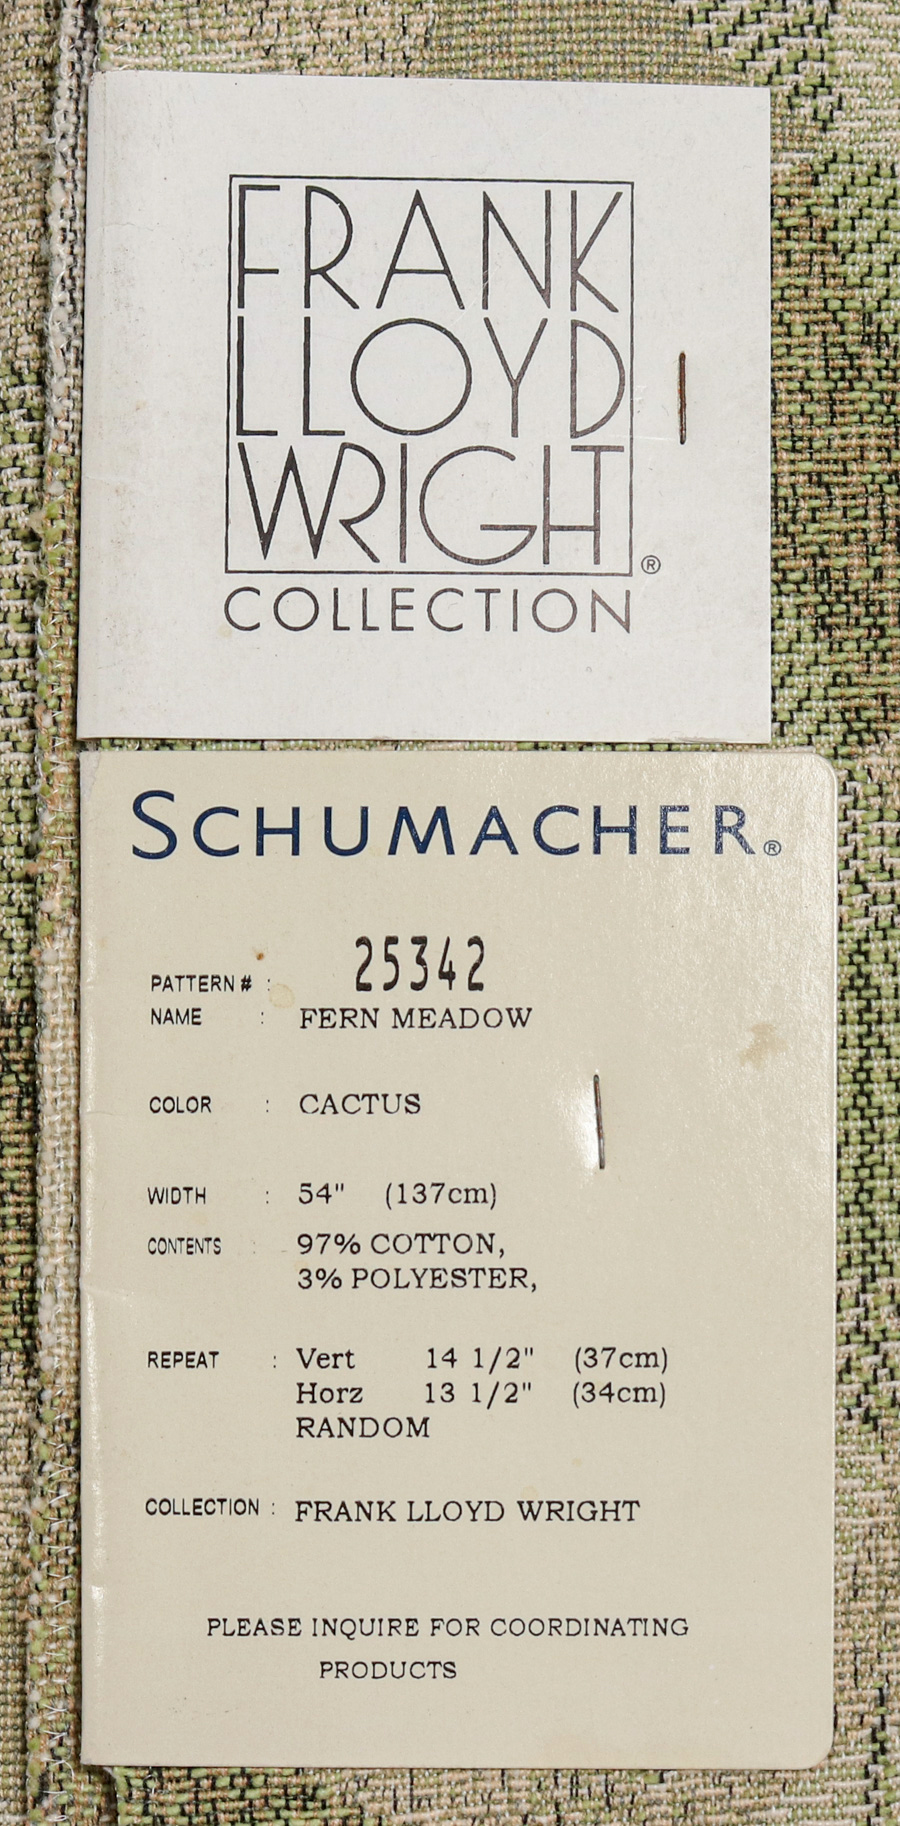 FRANK
LLOYD
WRIGHT®
COLLECTION
SCHUMACHER®
PATTERN # : 25342
NAME : FERN MEADOW
COLOR : CACTUS
WIDTH : 54" (137cm)
CONTENTS : 97% COTTON,
3% POLYESTER,
REPEAT : Vert 14 1/2" (37cm)
Horz 13 1/2" (34cm)
RANDOM
COLLECTION : FRANK LLOYD WRIGHT
PLEASE INQUIRE FOR COORDINATING
PRODUCTS